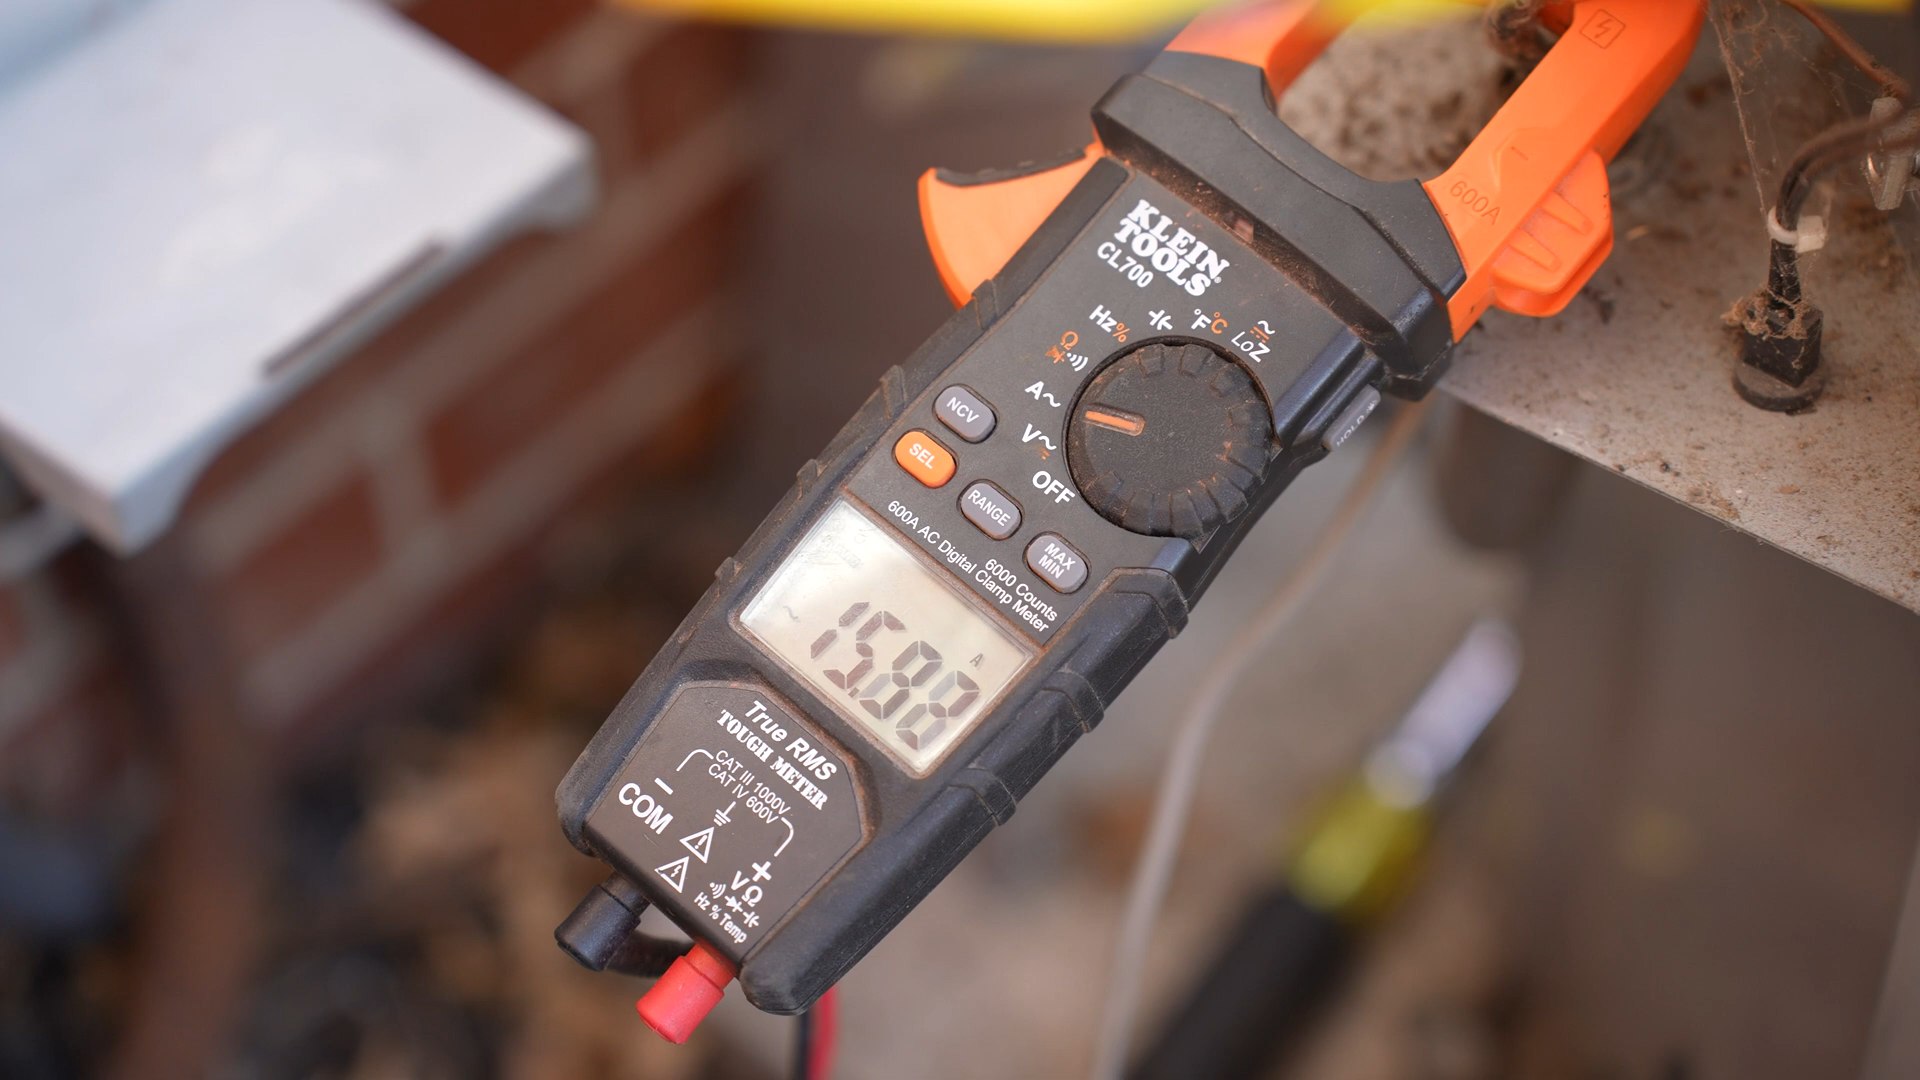 600A
KLEIN
TOOLS®
CL700
Hz%
°F°C
LoZ
Ω
A~
V~
OFF
NCV
SEL
RANGE
MAX
MIN
HOLD
6000 Counts
600A AC Digital Clamp Meter
A
15.88
True RMS
TOUGH METER
CAT III 1000V
CAT IV 600V
COM
+
VΩ
Hz % Temp